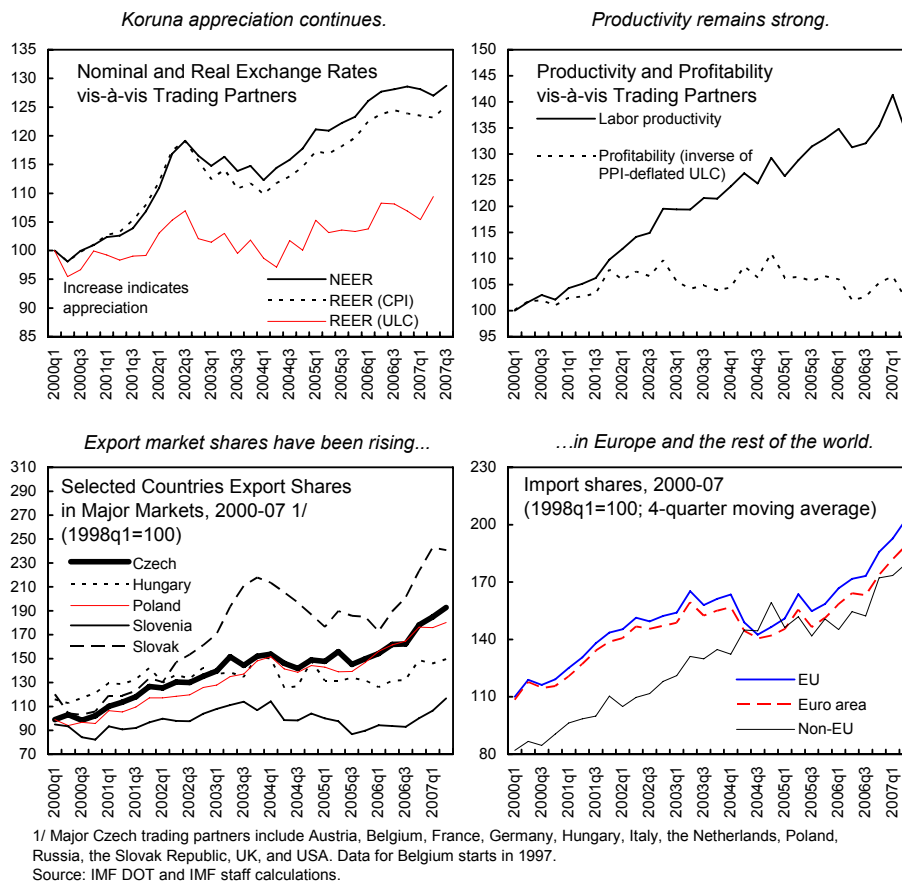 Koruna appreciation continues.
130
125
120
115
110
105
100
95
90
85
Nominal and Real Exchange Rates
vis-à-vis Trading Partners
Increase indicates
appreciation
NEER
REER (CPI)
REER (ULC)
2000q1
2000q3
2001q1
2001q3
2002q1
2002q3
2003q1
2003q3
2004q1
2004q3
2005q1
2005q3
2006q1
2006q3
2007q1
2007q3
Productivity remains strong.
150
145
140
135
130
125
120
115
110
105
100
95
Productivity and Profitability
vis-à-vis Trading Partners
Labor productivity
Profitability (inverse of
PPI-deflated ULC)
2000q1
2000q3
2001q1
2001q3
2002q1
2002q3
2003q1
2003q3
2004q1
2004q3
2005q1
2005q3
2006q1
2006q3
2007q1
Export market shares have been rising...
310
290
270
250
230
210
190
170
150
130
110
90
70
Selected Countries Export Shares
in Major Markets, 2000-07 1/
(1998q1=100)
Czech
Hungary
Poland
Slovenia
Slovak
2000q1
2000q3
2001q1
2001q3
2002q1
2002q3
2003q1
2003q3
2004q1
2004q3
2005q1
2005q3
2006q1
2006q3
2007q1
…in Europe and the rest of the world.
230
200
170
140
110
80
Import shares, 2000-07
(1998q1=100; 4-quarter moving average)
EU
Euro area
Non-EU
2000q1
2000q3
2001q1
2001q3
2002q1
2002q3
2003q1
2003q3
2004q1
2004q3
2005q1
2005q3
2006q1
2006q3
2007q1
1/ Major Czech trading partners include Austria, Belgium, France, Germany, Hungary, Italy, the Netherlands, Poland,
Russia, the Slovak Republic, UK, and USA. Data for Belgium starts in 1997.
Source: IMF DOT and IMF staff calculations.